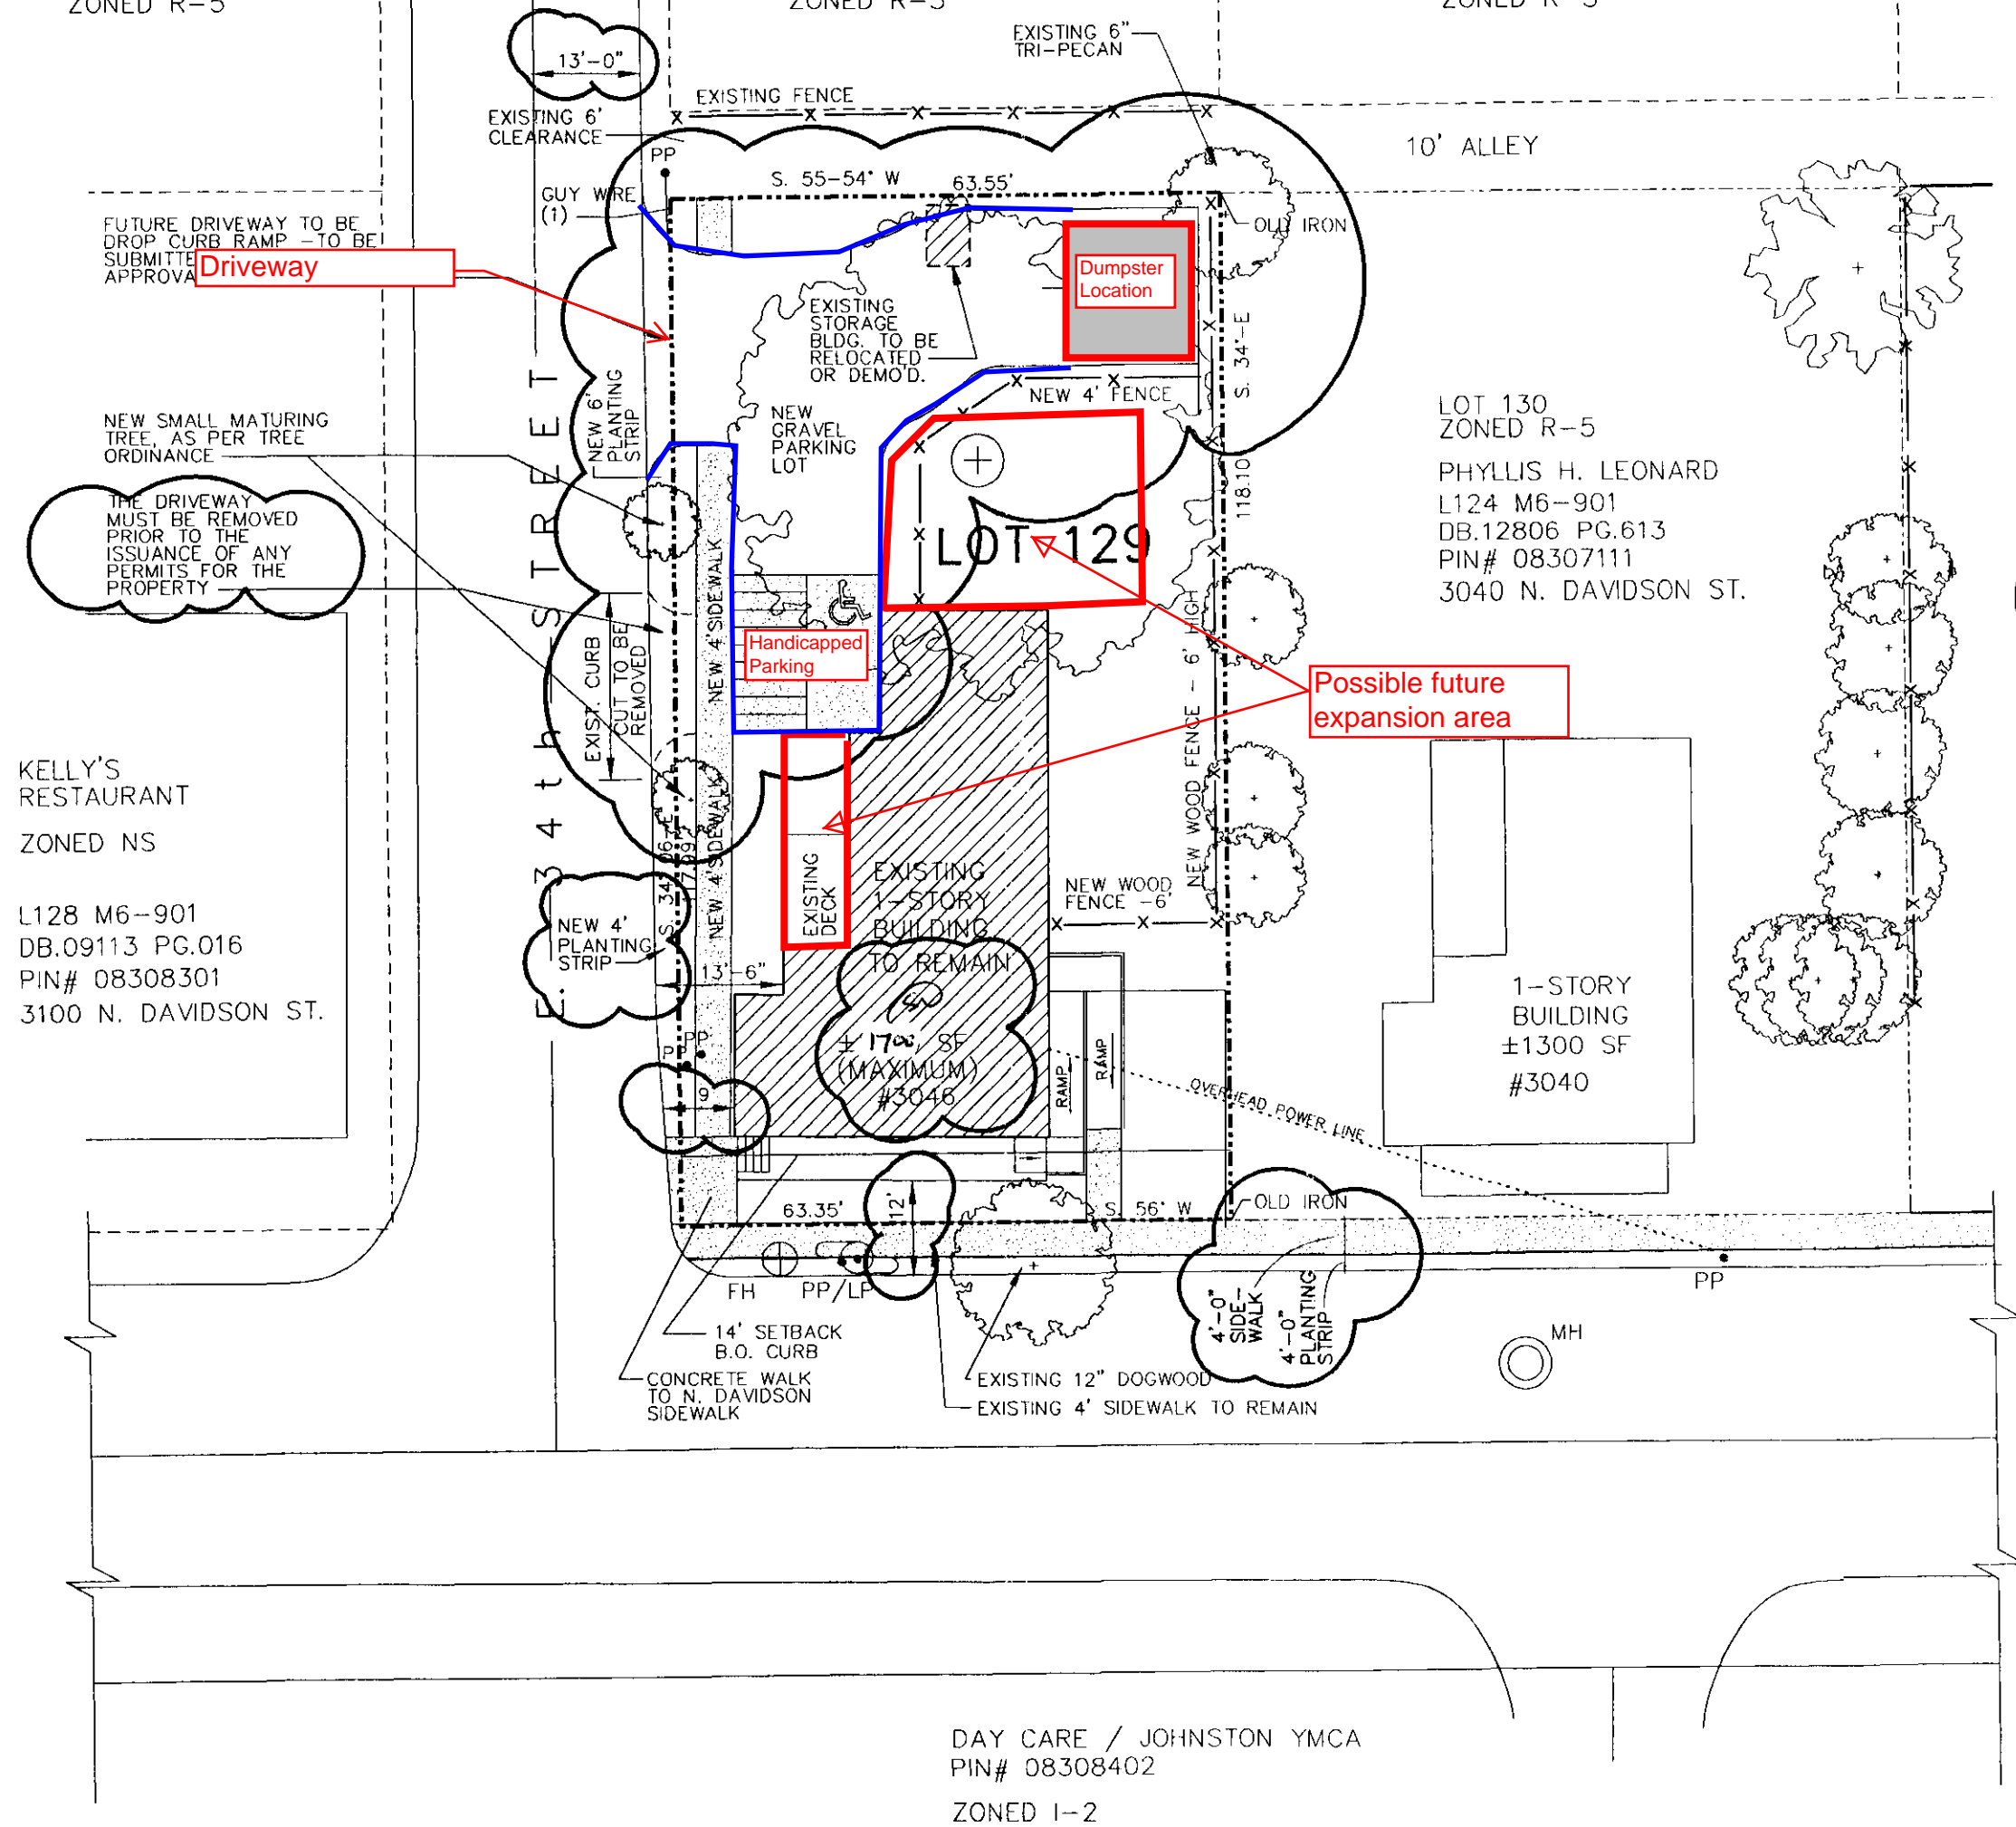 ZONED R-5
ZONED R-5
13'-0"
EXISTING 6"
TRI-PECAN
EXISTING FENCE
EXISTING 6'
CLEARANCE
PP
10' ALLEY
S. 55-54' W
63.55'
GUY WIRE
(1)
OLD IRON
FUTURE DRIVEWAY TO BE
DROP CURB RAMP -TO BE
SUBMITTE
APPROVA
Driveway
Dumpster
Location
EXISTING
STORAGE
BLDG. TO BE
RELOCATED
OR DEMO'D.
S. 34'-E
118.10
NEW 4' FENCE
NEW 6'
PLANTING
STRIP
NEW
GRAVEL
PARKING
LOT
NEW SMALL MATURING
TREE, AS PER TREE
ORDINANCE
THE DRIVEWAY
MUST BE REMOVED
PRIOR TO THE
ISSUANCE OF ANY
PERMITS FOR THE
PROPERTY
LOT 129
LOT 130
ZONED R-5
PHYLLIS H. LEONARD
L124 M6-901
DB.12806 PG.613
PIN# 08307111
3040 N. DAVIDSON ST.
E. 34th STREET
EXIST. CURB
CUT TO BE
REMOVED
NEW 4' SIDEWALK
NEW 4' SIDEWALK
Handicapped
Parking
NEW WOOD FENCE - 6' HIGH
Possible future
expansion area
KELLY'S
RESTAURANT
ZONED NS
L128 M6-901
DB.09113 PG.016
PIN# 08308301
3100 N. DAVIDSON ST.
EXISTING
DECK
EXISTING
1-STORY
BUILDING
TO REMAIN
± 1700, SF
(MAXIMUM)
#3046
NEW WOOD
FENCE -6'
NEW 4'
PLANTING
STRIP
13'-6"
PP
PP
9'
RAMP
RAMP
OVERHEAD POWER LINE
1-STORY
BUILDING
±1300 SF
#3040
63.35'
12'
S. 56' W
OLD IRON
FH
PP/LP
4'-0"
SIDE-
WALK
4'-0"
PLANTING
STRIP
PP
MH
14' SETBACK
B.O. CURB
CONCRETE WALK
TO N. DAVIDSON
SIDEWALK
EXISTING 12" DOGWOOD
EXISTING 4' SIDEWALK TO REMAIN
DAY CARE / JOHNSTON YMCA
PIN# 08308402
ZONED I-2